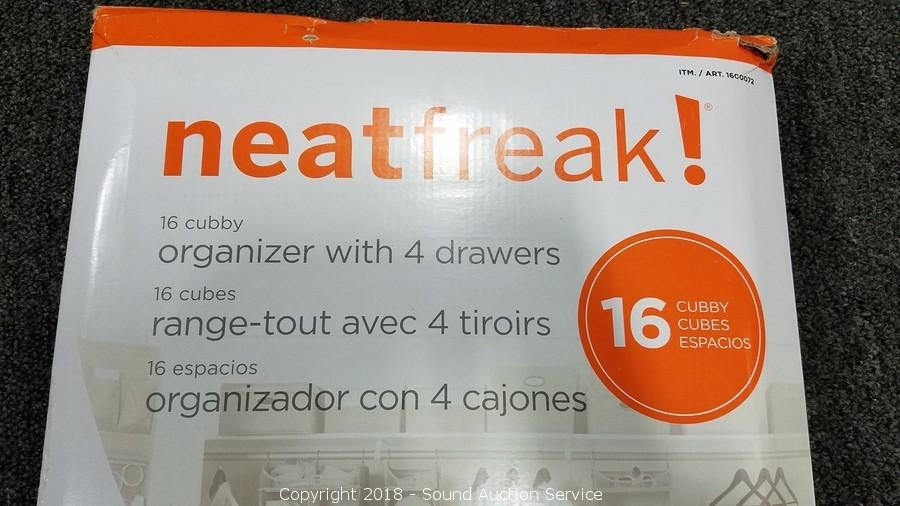 ITM. / ART. 1600072
neatfreak!®
16 cubby
organizer with 4 drawers
16 cubes
range-tout avec 4 tiroirs
16 espacios
organizador con 4 cajones
16 CUBBY
CUBES
ESPACIOS
Copyright 2018 - Sound Auction Service